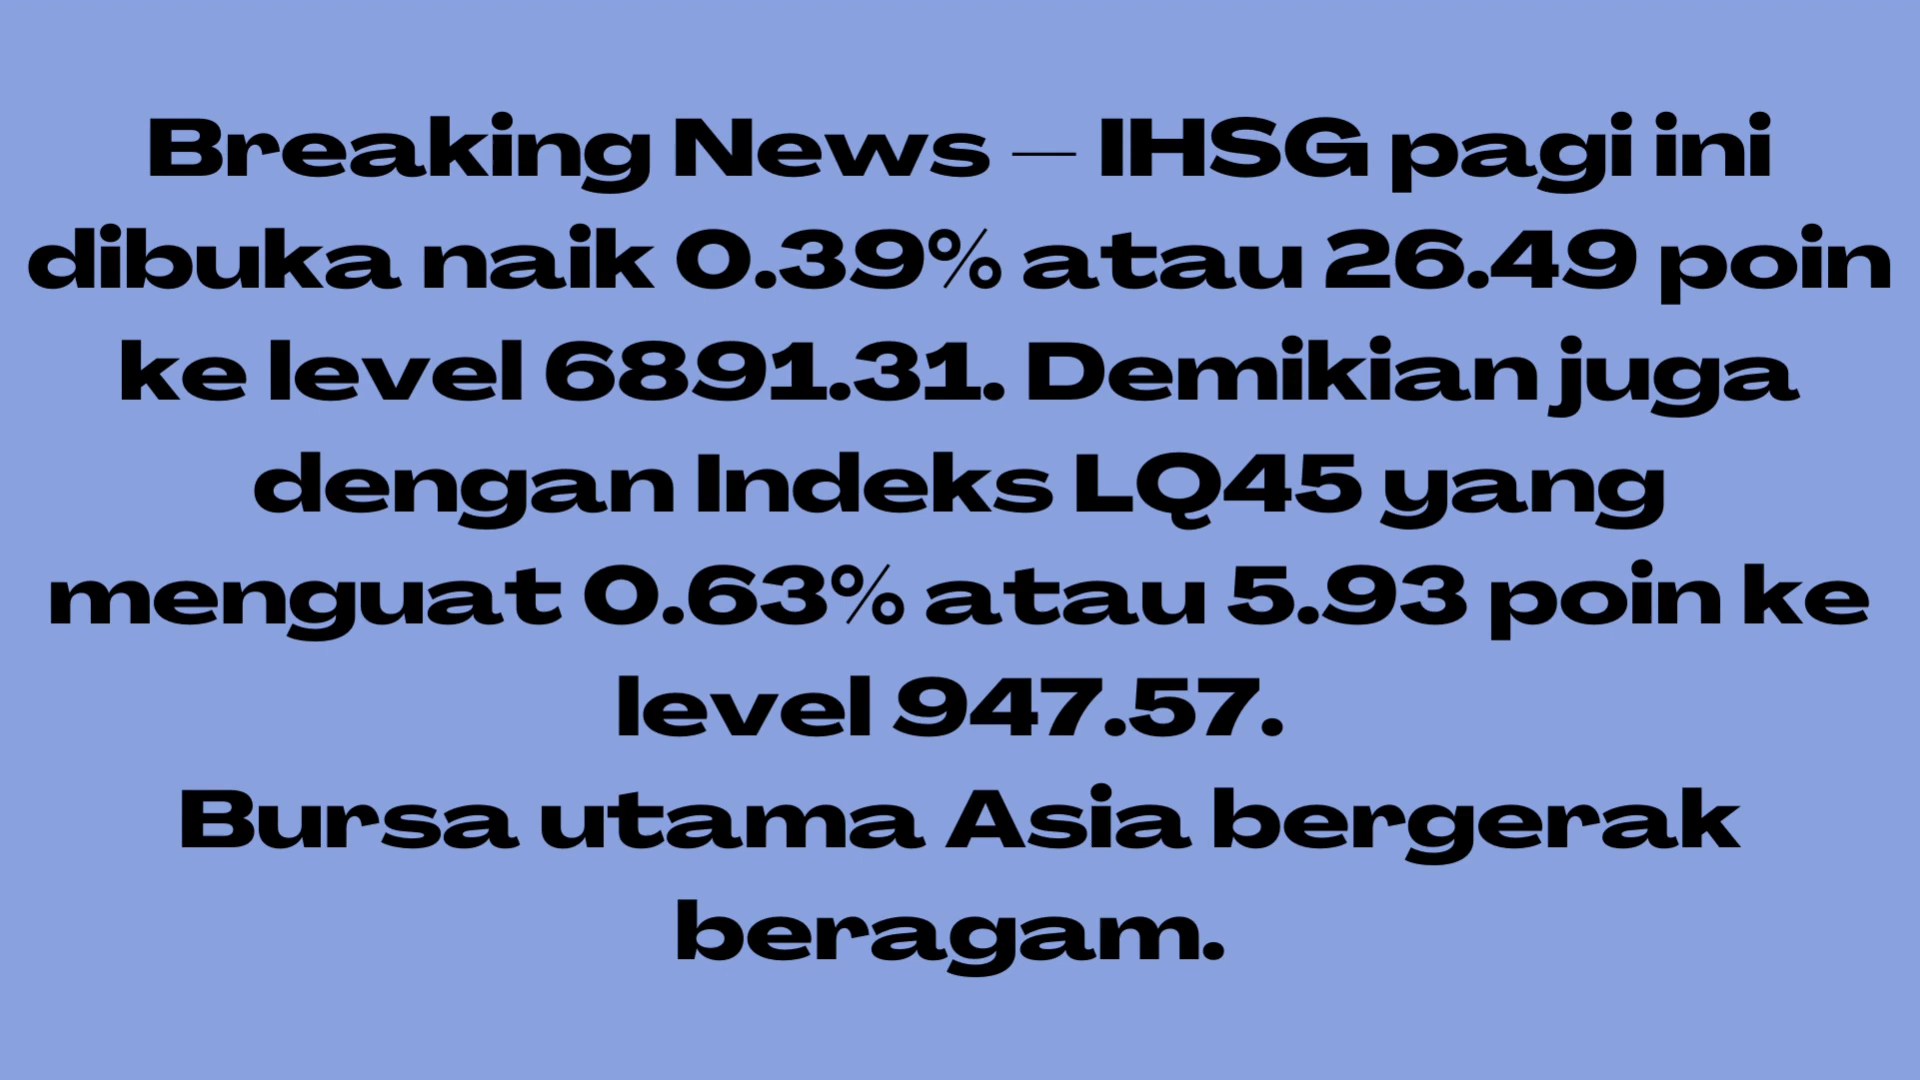 Breaking News — IHSG pagi ini
dibuka naik 0.39% atau 26.49 poin
ke level 6891.31. Demikian juga
dengan Indeks LQ45 yang
menguat 0.63% atau 5.93 poin ke
level 947.57.
Bursa utama Asia bergerak
beragam.